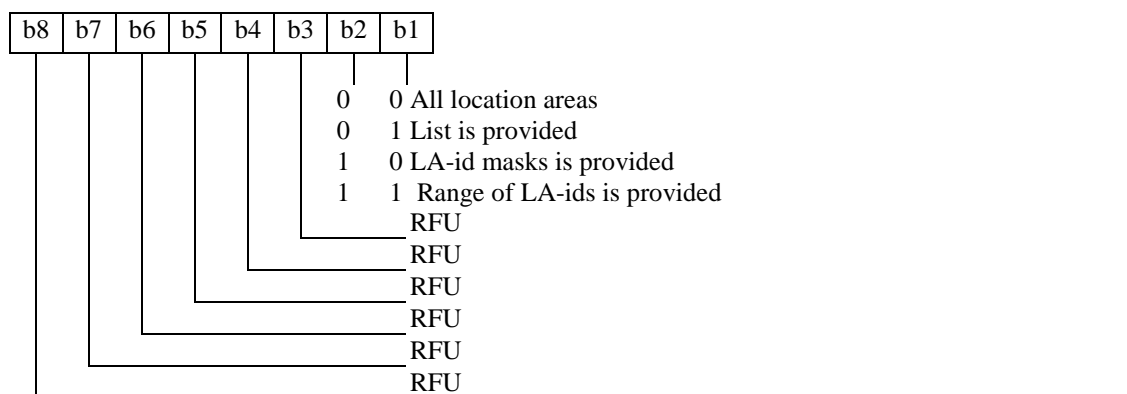 b8 b7 b6 b5 b4 b3 b2 b1
0 0 All location areas
0 1 List is provided
1 0 LA-id masks is provided
1 1 Range of LA-ids is provided
RFU
RFU
RFU
RFU
RFU
RFU